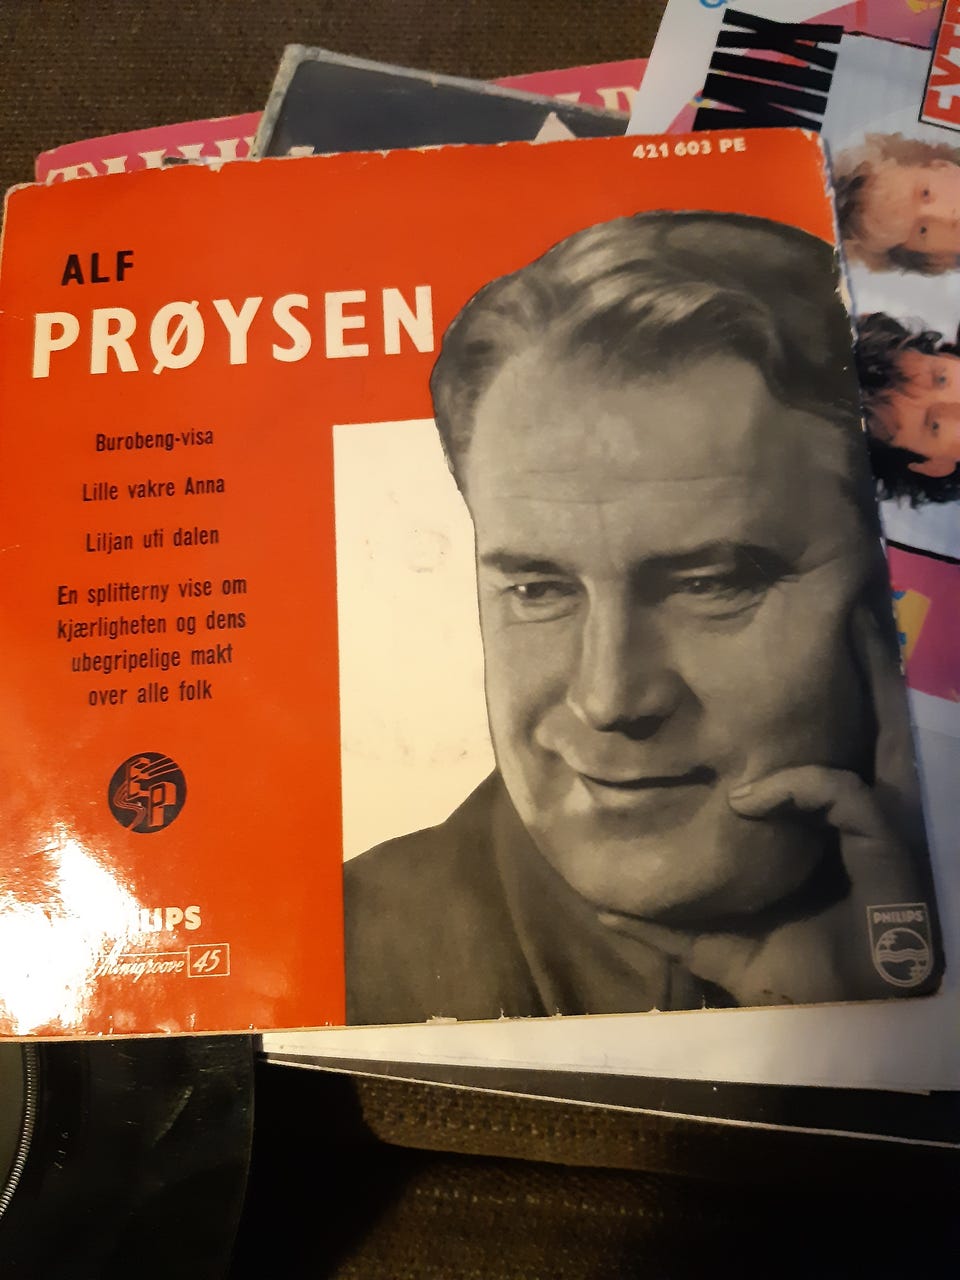 421 603 PE
ALF
PRØYSEN
Burobeng-visa
Lille vakre Anna
Liljan uti dalen
En splitterny vise om
kjærligheten og dens
ubegripelige makt
over alle folk
EP
PHILIPS
minigroove 45
PHILIPS